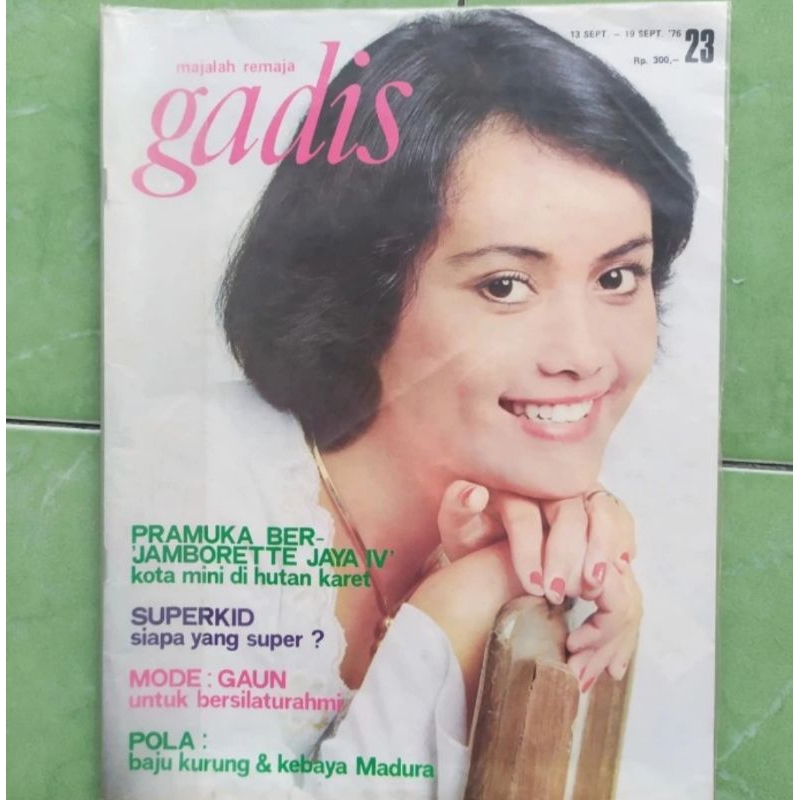 13 SEPT. – 19 SEPT. '76 23
Rp. 300,–
majalah remaja
gadis
PRAMUKA BER-
'JAMBORETTE JAYA IV'
kota mini di hutan karet
SUPERKID
siapa yang super ?
MODE : GAUN
untuk bersilaturahmi
POLA :
baju kurung & kebaya Madura